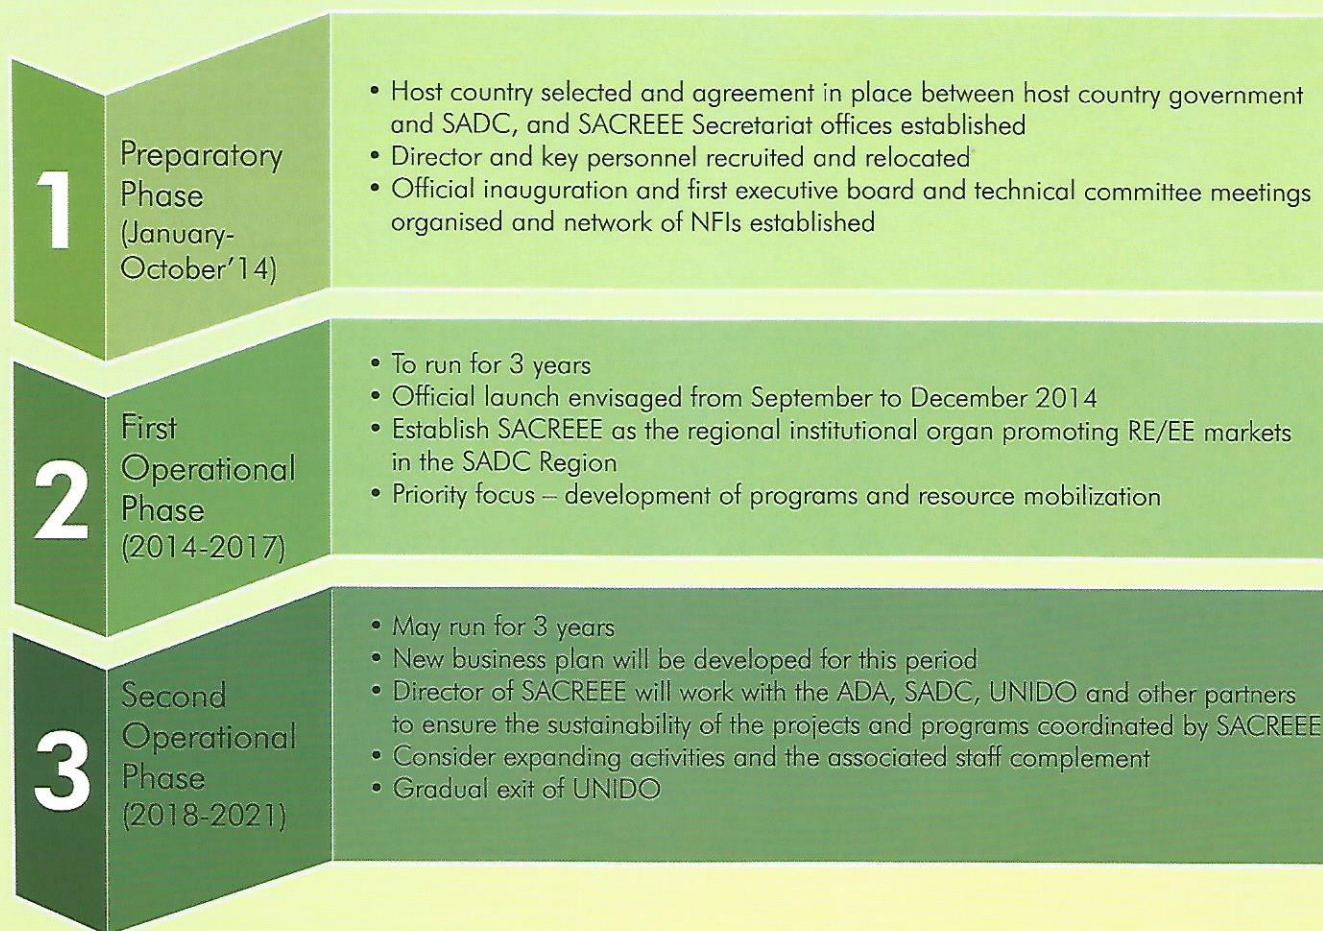 1
Preparatory
Phase
(January-
October'14)
• Host country selected and agreement in place between host country government
and SADC, and SACREEE Secretariat offices established
• Director and key personnel recruited and relocated
• Official inauguration and first executive board and technical committee meetings
organised and network of NFIs established
2
First
Operational
Phase
(2014-2017)
• To run for 3 years
• Official launch envisaged from September to December 2014
• Establish SACREEE as the regional institutional organ promoting RE/EE markets
in the SADC Region
• Priority focus – development of programs and resource mobilization
3
Second
Operational
Phase
(2018-2021)
• May run for 3 years
• New business plan will be developed for this period
• Director of SACREEE will work with the ADA, SADC, UNIDO and other partners
to ensure the sustainability of the projects and programs coordinated by SACREEE
• Consider expanding activities and the associated staff complement
• Gradual exit of UNIDO